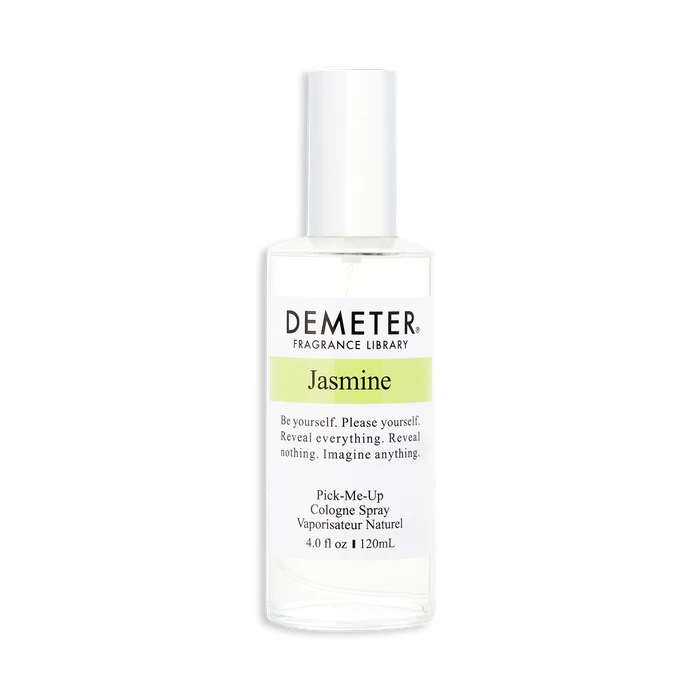 DEMETER®
FRAGRANCE LIBRARY
Jasmine
Be yourself. Please yourself.
Reveal everything. Reveal
nothing. Imagine anything.
Pick-Me-Up
Cologne Spray
Vaporisateur Naturel
4.0 fl oz ❙ 120mL